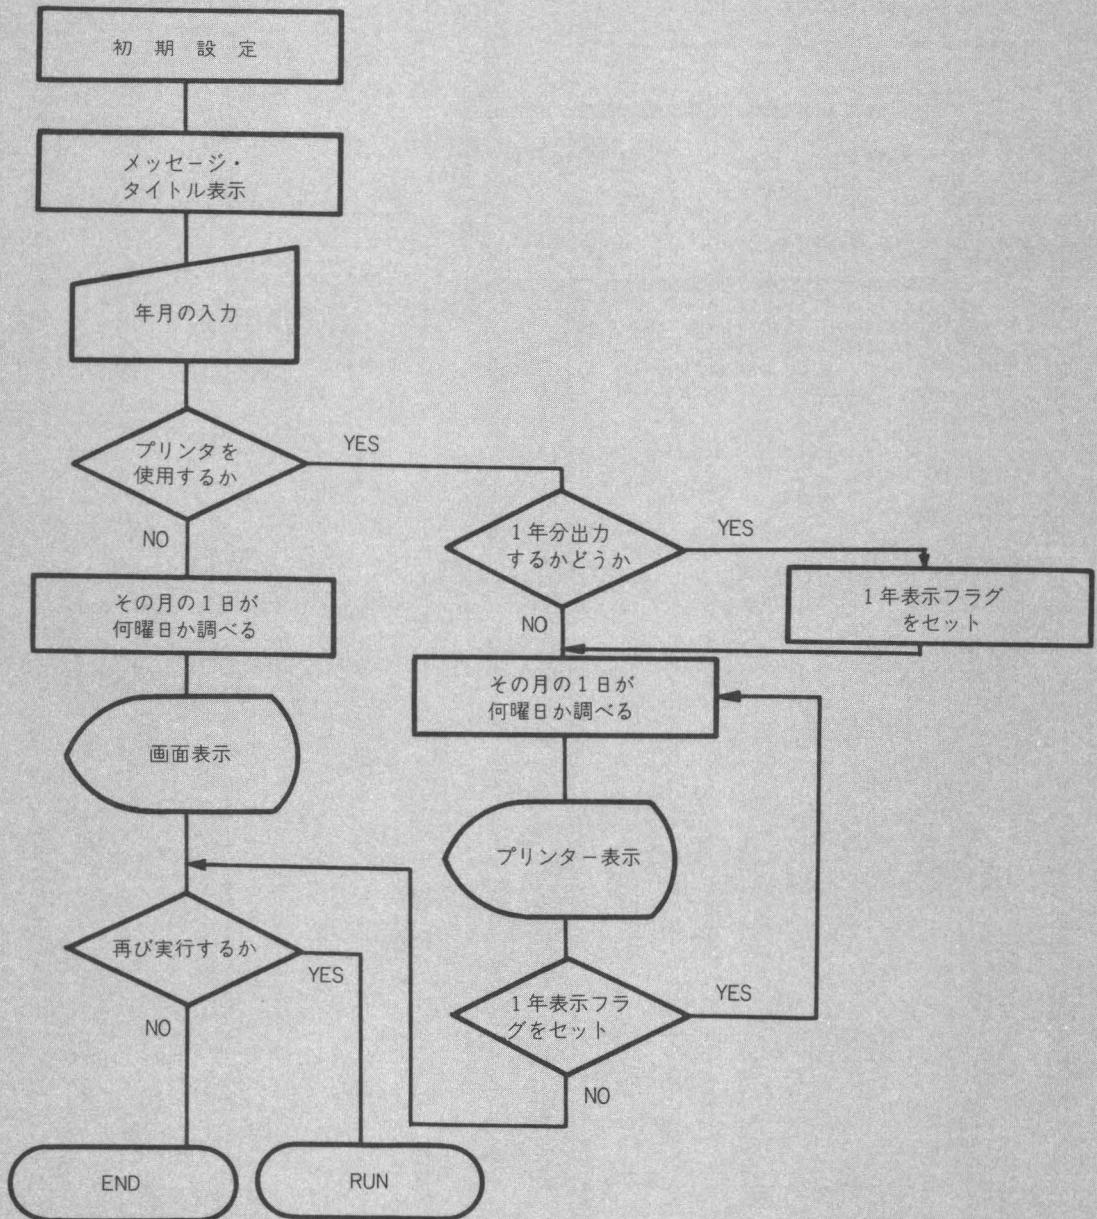 初期設定
メッセージ・
タイトル表示
年月の入力
プリンタを
使用するか
YES
NO
その月の1日が
何曜日か調べる
画面表示
再び実行するか
YES
NO
END
RUN
1年分出力
するかどうか
YES
NO
1年表示フラグ
をセット
その月の1日が
何曜日か調べる
プリンター表示
1年表示フラ
グをセット
YES
NO